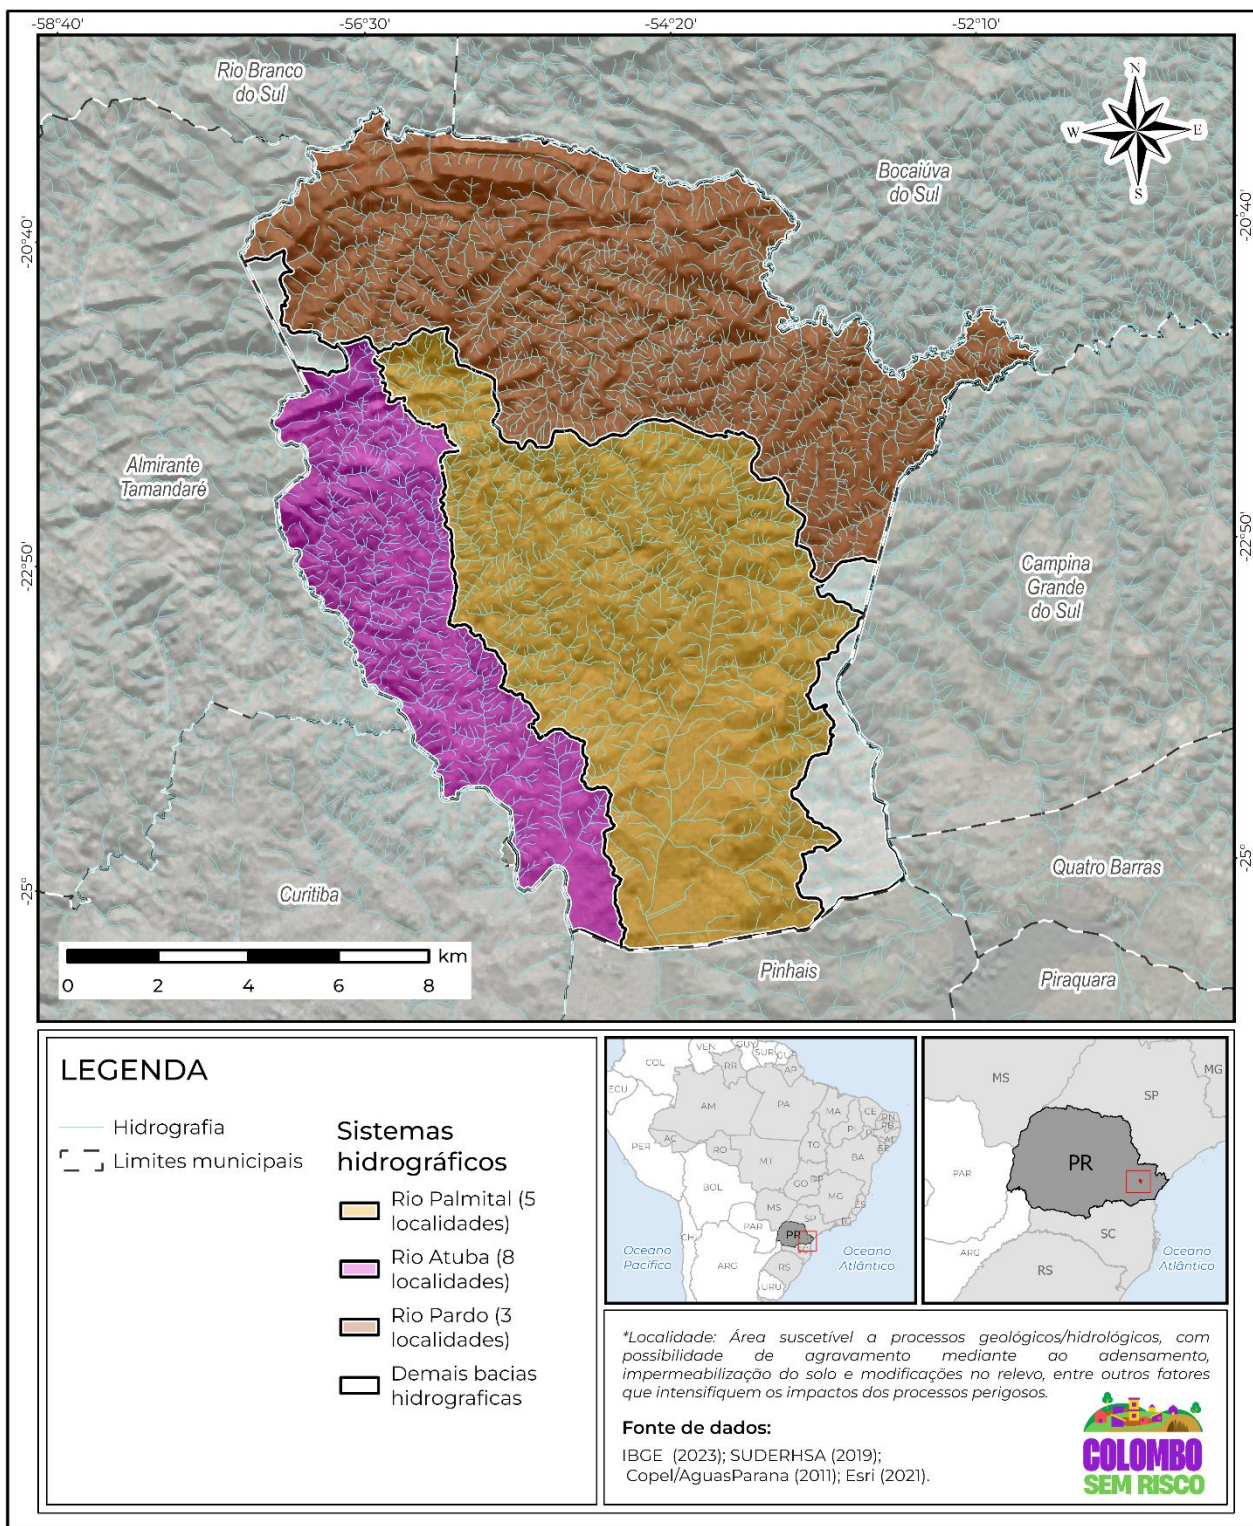 -58°40'
-56°30'
-54°20'
-52°10'
Rio Branco
do Sul
N
W
E
S
Bocaiúva
do Sul
-20°40'
-20°40'
Almirante
Tamandaré
-22°50'
-22°50'
Campina
Grande
do Sul
-25°
-25°
Curitiba
Quatro Barras
Pinhais
Piraquara
km
0 2 4 6 8
LEGENDA
Hidrografia
Limites municipais
Sistemas
hidrográficos
Rio Palmital (5
localidades)
Rio Atuba (8
localidades)
Rio Pardo (3
localidades)
Demais bacias
hidrograficas
VEN
GUY
SUR
COL
RR
AP
ECU
AM
PA
MA
CE
RN
PB
AL
SE
AC
RO
TO
BA
PER
MT
GO
BOL
MG
ES
MS
SP
RJ
PAR
PR
CH
ARG
RS
URU
Oceano
Pacífico
Oceano
Atlântico
MS
MG
SP
PAR
PR
SC
ARG
RS
Oceano
Atlântico
*Localidade: Área suscetível a processos geológicos/hidrológicos, com
possibilidade de agravamento mediante ao adensamento,
impermeabilização do solo e modificações no relevo, entre outros fatores
que intensifiquem os impactos dos processos perigosos.
Fonte de dados:
IBGE (2023); SUDERHSA (2019);
Copel/AguasParana (2011); Esri (2021).
COLOMBO
SEM RISCO